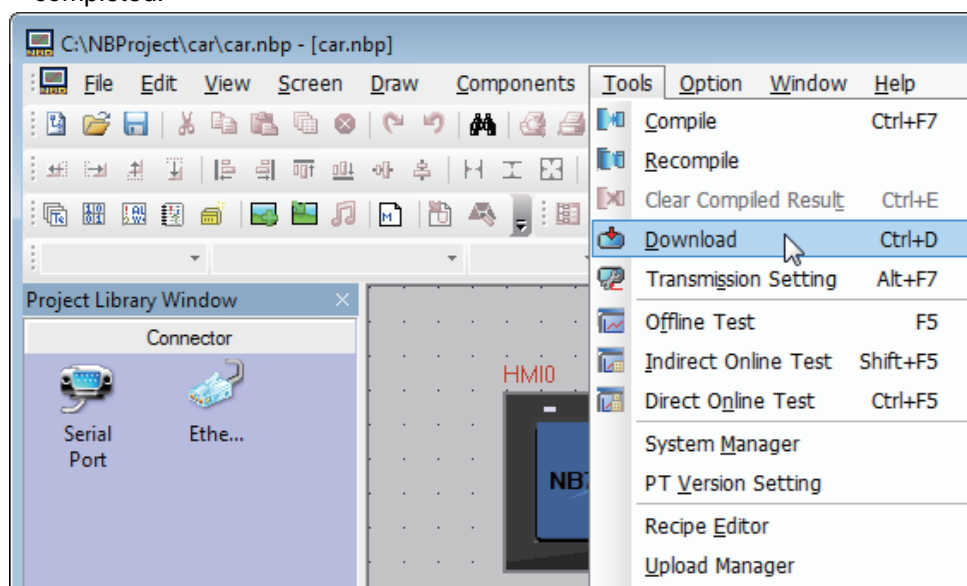 completed.
C:\NBProject\car\car.nbp - [car.nbp]
File Edit View Screen Draw Components Tools Option Window Help
Compile Ctrl+F7
Recompile
Clear Compiled Result Ctrl+E
Download Ctrl+D
Transmission Setting Alt+F7
Offline Test F5
Indirect Online Test Shift+F5
Direct Online Test Ctrl+F5
System Manager
PT Version Setting
Recipe Editor
Upload Manager
Project Library Window
Connector
Serial Port
Ethe...
HMI0